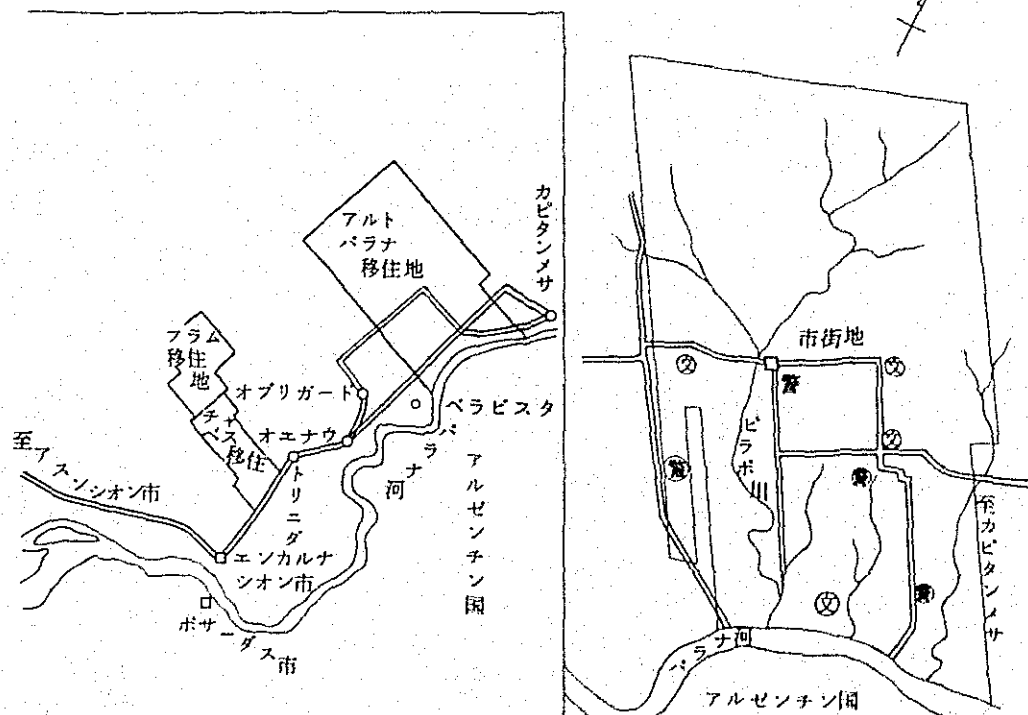 アルト
パラナ
移住地
カピタンメサ
フラム
移住
地
チャ
ベス
移住
オブリガード
オエナウ
トリニダ
ベラビスタ
パラナ河
アルゼンチン国
至アスンシオン市
エンカルナ
シオン市
ポサーダス市
市街地
文
文
文
文
ピラポ川
至カピタンメサ
パラナ河
アルゼンチン国